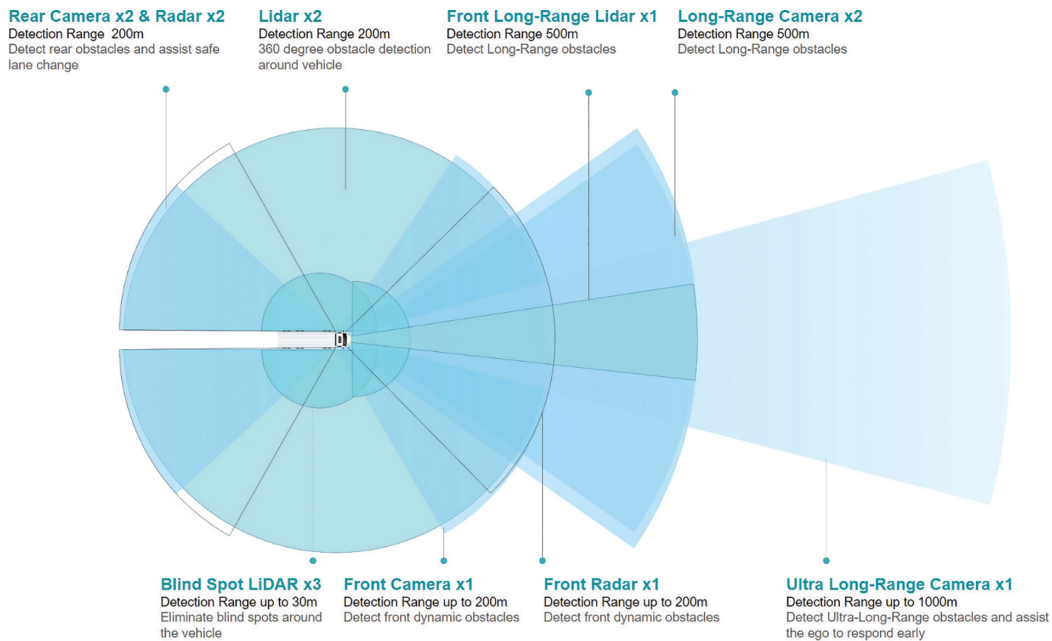 Rear Camera x2 & Radar x2
Detection Range 200m
Detect rear obstacles and assist safe
lane change
Lidar x2
Detection Range 200m
360 degree obstacle detection
around vehicle
Front Long-Range Lidar x1
Detection Range 500m
Detect Long-Range obstacles
Long-Range Camera x2
Detection Range 500m
Detect Long-Range obstacles
Blind Spot LiDAR x3
Detection Range up to 30m
Eliminate blind spots around
the vehicle
Front Camera x1
Detection Range up to 200m
Detect front dynamic obstacles
Front Radar x1
Detection Range up to 200m
Detect front dynamic obstacles
Ultra Long-Range Camera x1
Detection Range up to 1000m
Detect Ultra-Long-Range obstacles and assist
the ego to respond early